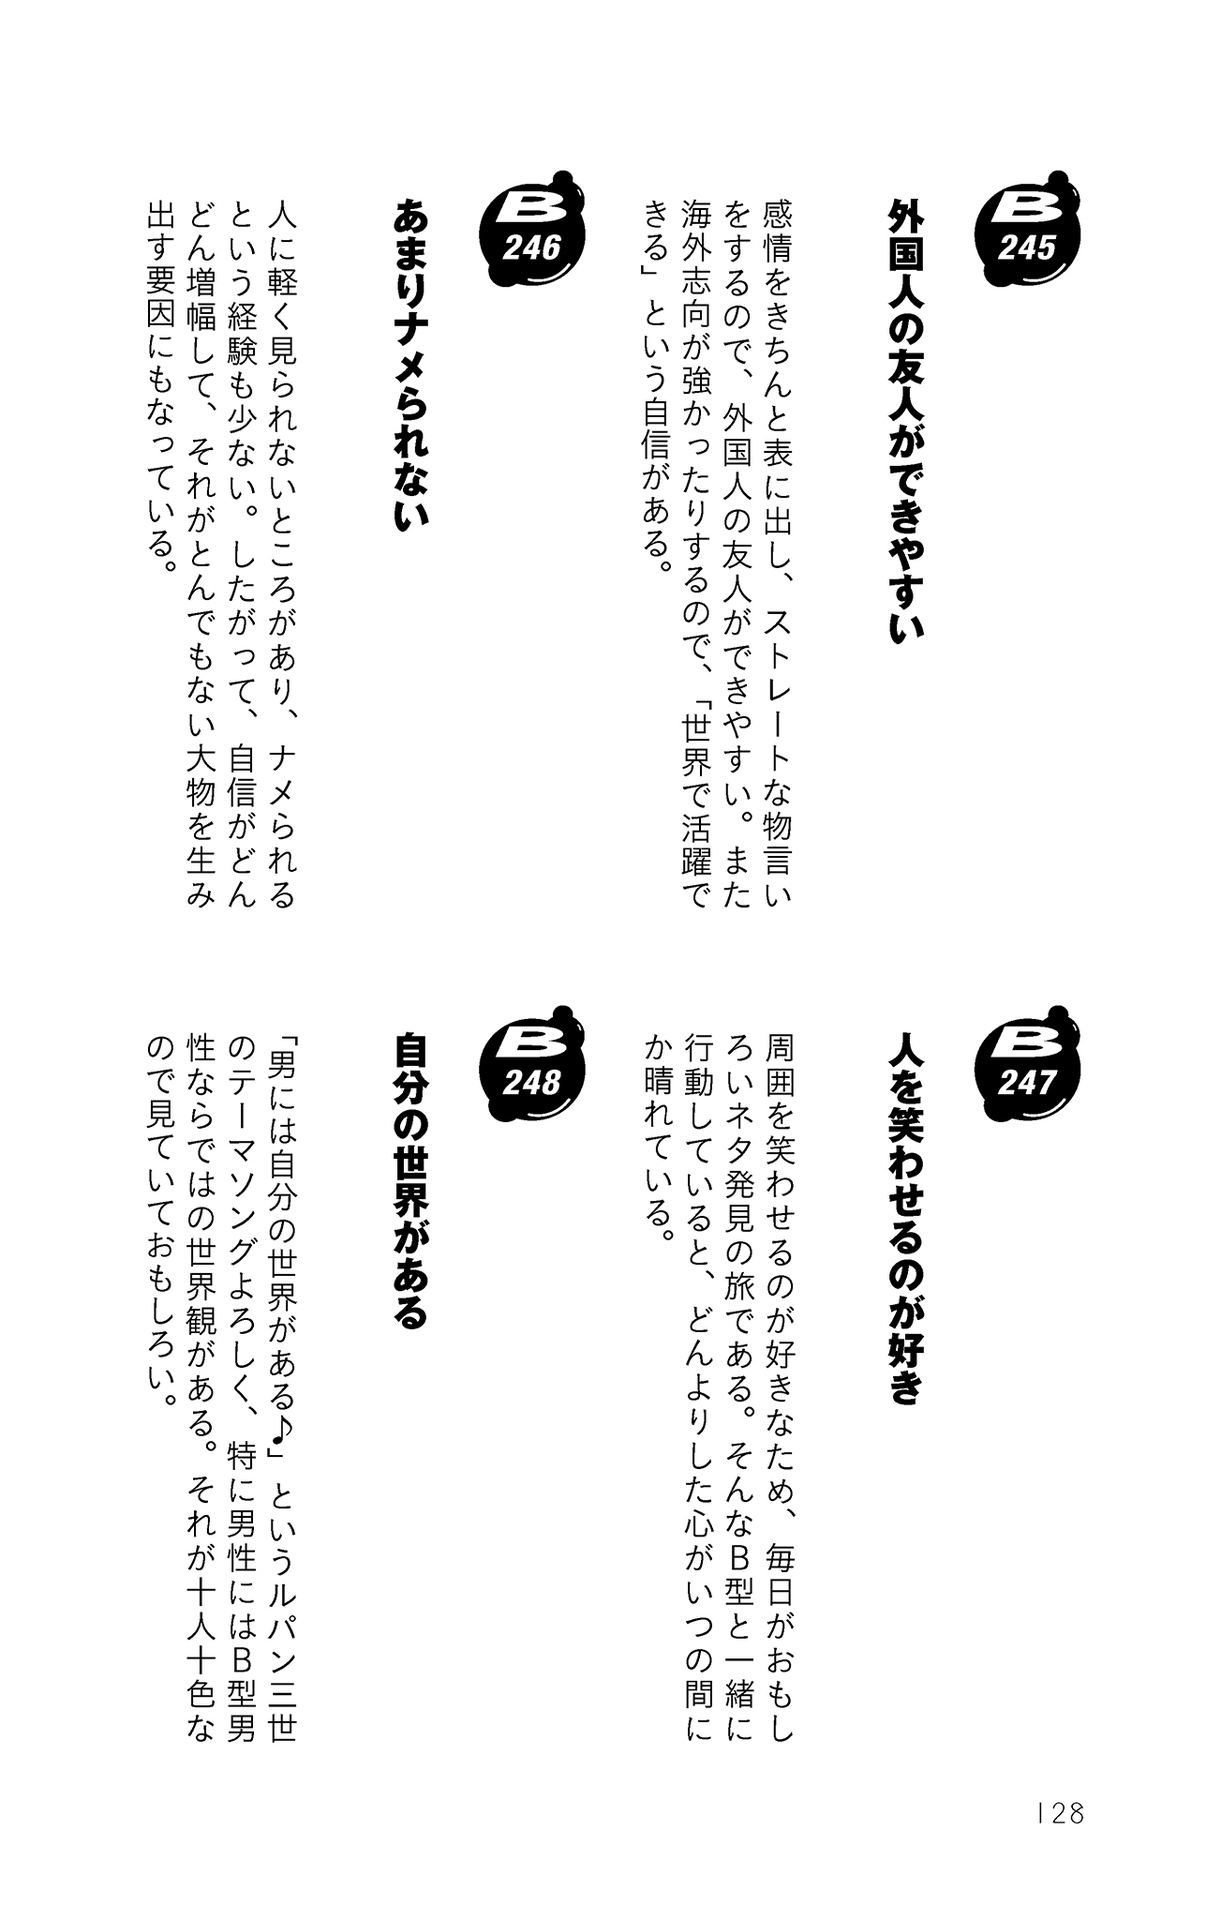 B
245
外国人の友人ができやすい
感情をきちんと表に出し、ストレートな物言い
をするので、外国人の友人ができやすい。また
海外志向が強かったりするので、「世界で活躍で
きる」という自信がある。
B
246
あまりナメられない
人に軽く見られないところがあり、ナメられる
という経験も少ない。したがって、自信がどん
どん増幅して、それがとんでもない大物を生み
出す要因にもなっている。
B
247
人を笑わせるのが好き
周囲を笑わせるのが好きなため、毎日がおもし
ろいネタ発見の旅である。そんなB型と一緒に
行動していると、どんよりした心がいつの間に
か晴れている。
B
248
自分の世界がある
「男には自分の世界がある♪」というルパン三世
のテーマソングよろしく、特に男性にはB型男
性ならではの世界観がある。それが十人十色な
ので見ていておもしろい。
128